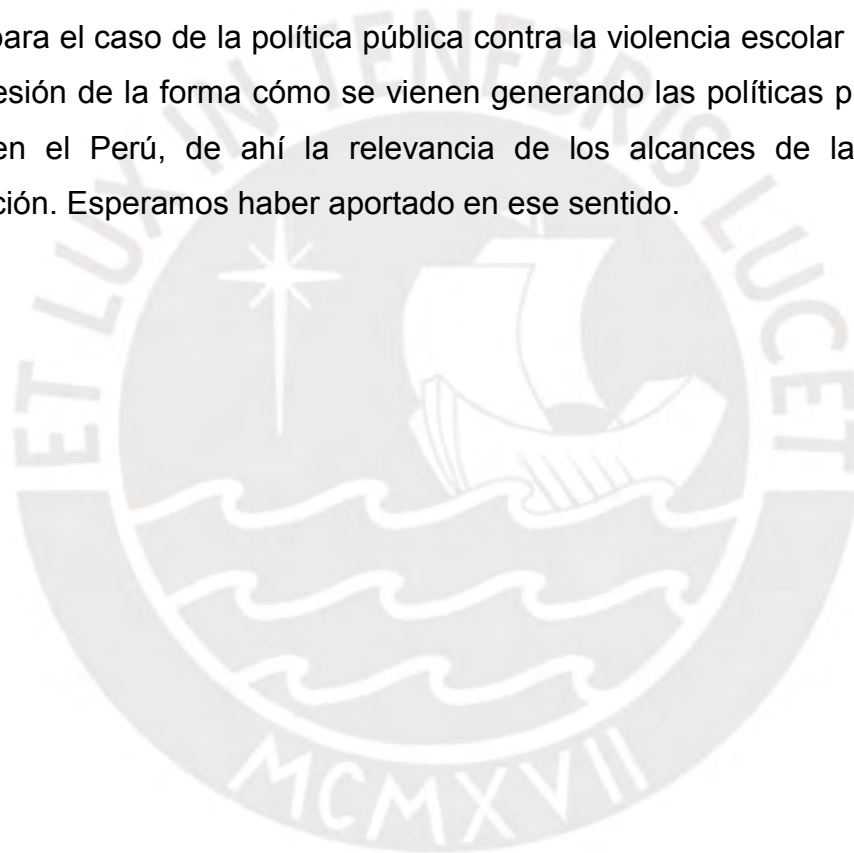 para el caso de la política pública contra la violencia escolar
esión de la forma cómo se vienen generando las políticas p
en el Perú, de ahí la relevancia de los alcances de la
ción. Esperamos haber aportado en ese sentido.
ET LUX IN TENEBRIS LUCET
MCMXVII